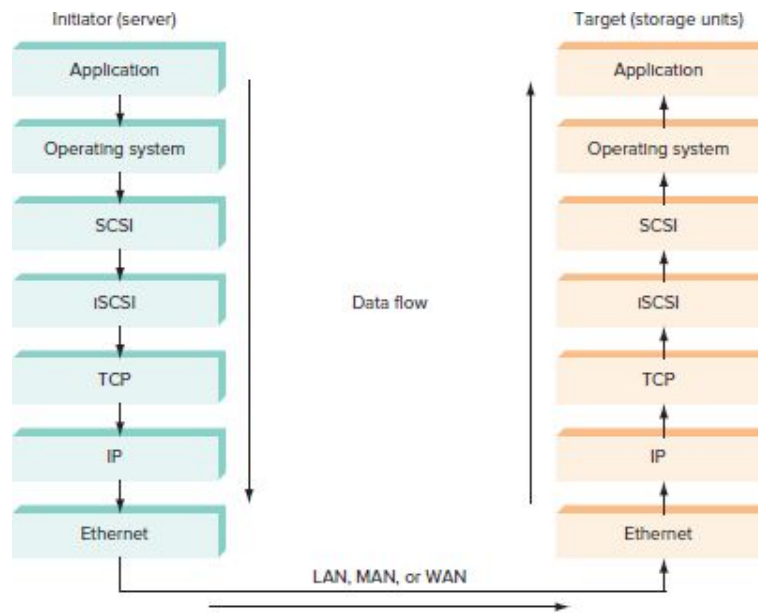 Initiator (server)
Target (storage units)
Application
Application
Operating system
Operating system
SCSI
SCSI
iSCSI
iSCSI
Data flow
TCP
TCP
IP
IP
Ethernet
Ethernet
LAN, MAN, or WAN